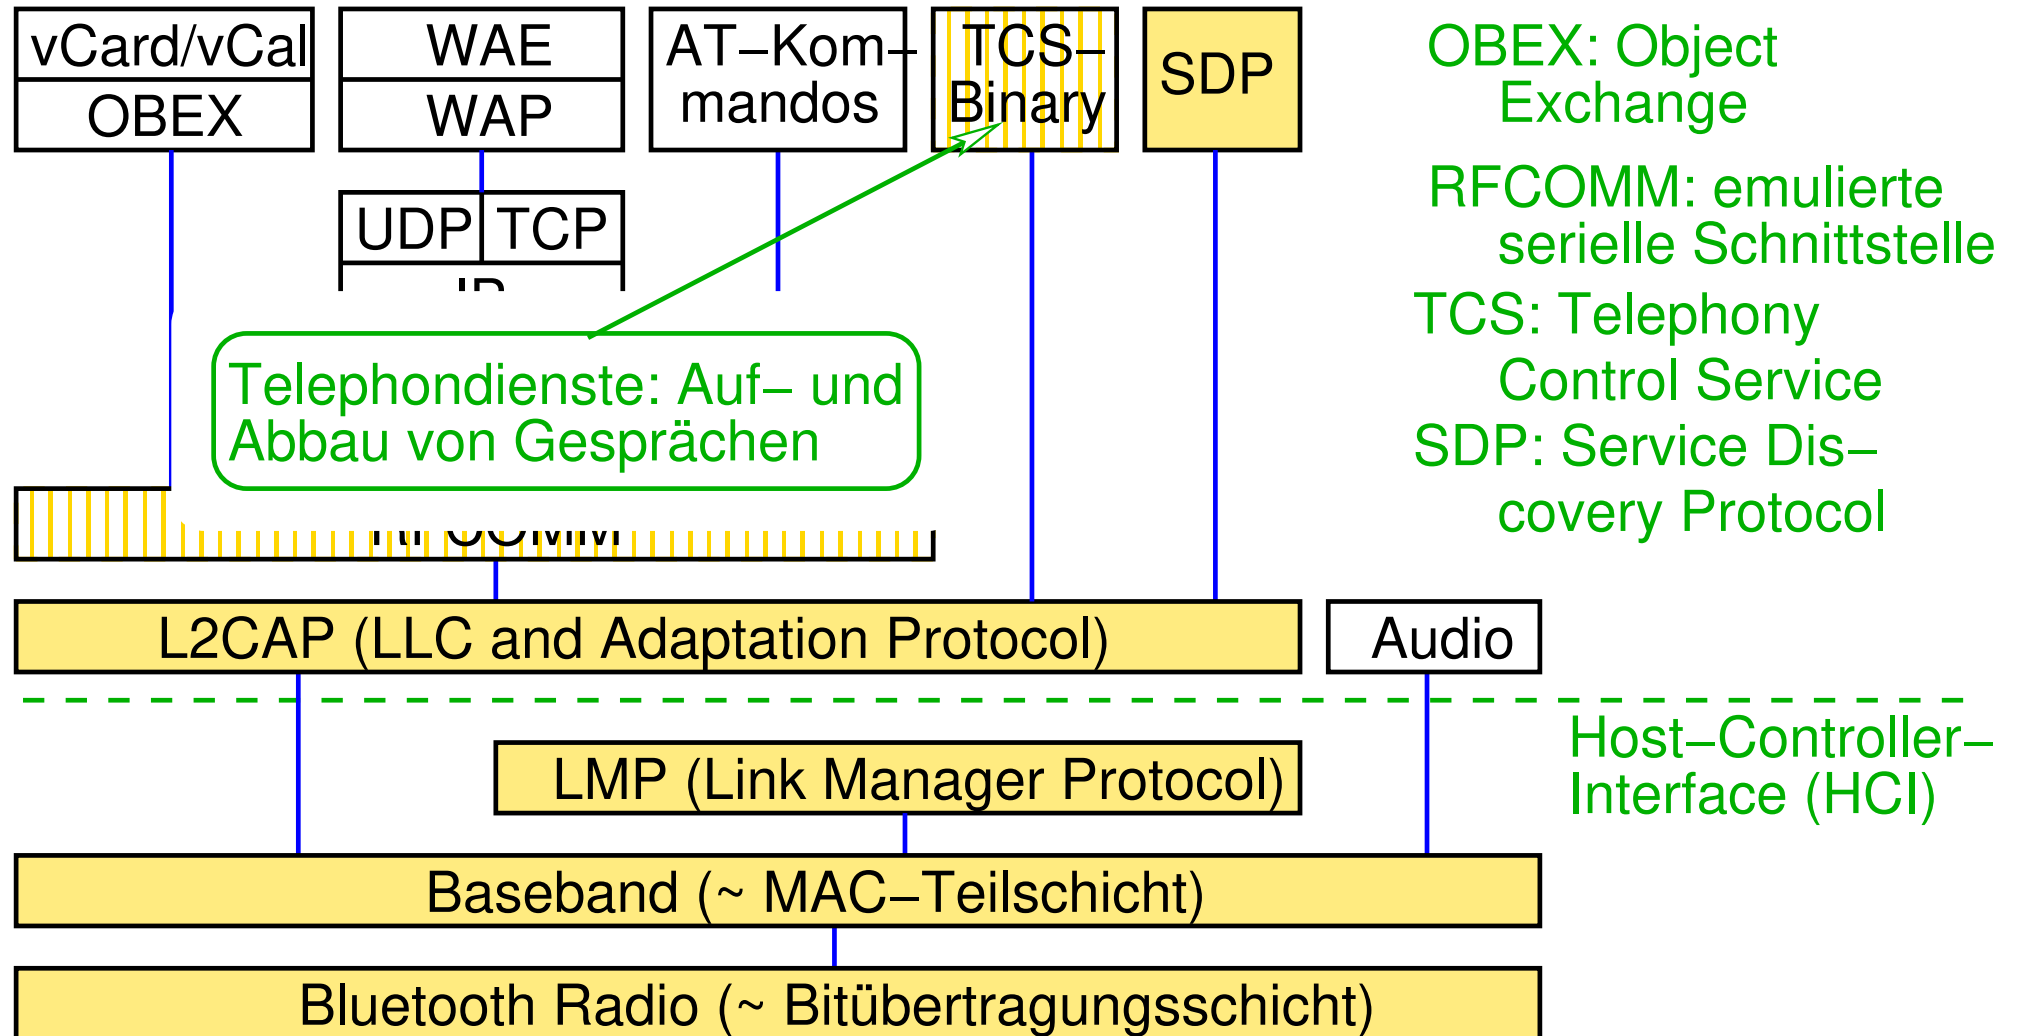 vCard/vCal
OBEX
WAE
WAP
AT–Kom–
mandos
TCS–
Binary
SDP
UDP TCP
Telephondienste: Auf– und
Abbau von Gesprächen
L2CAP (LLC and Adaptation Protocol)
Audio
LMP (Link Manager Protocol)
Baseband (~ MAC–Teilschicht)
Bluetooth Radio (~ Bitübertragungsschicht)
OBEX: Object
Exchange
RFCOMM: emulierte
serielle Schnittstelle
TCS: Telephony
Control Service
SDP: Service Dis–
covery Protocol
Host–Controller–
Interface (HCI)